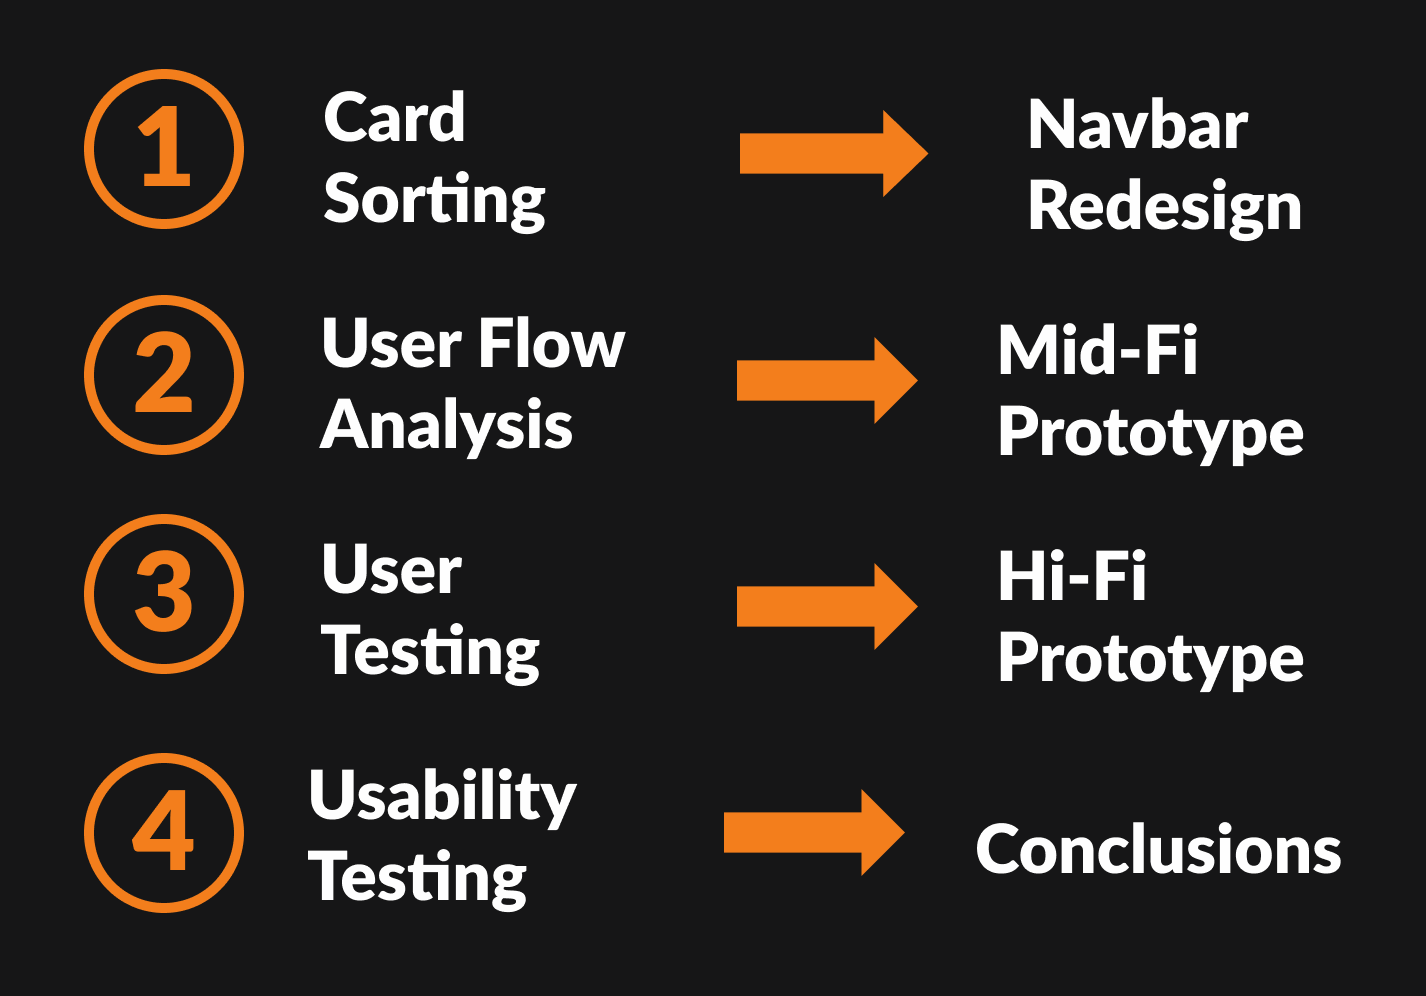 1
Card
Sorting
Navbar
Redesign
2
User Flow
Analysis
Mid-Fi
Prototype
3
User
Testing
Hi-Fi
Prototype
4
Usability
Testing
Conclusions